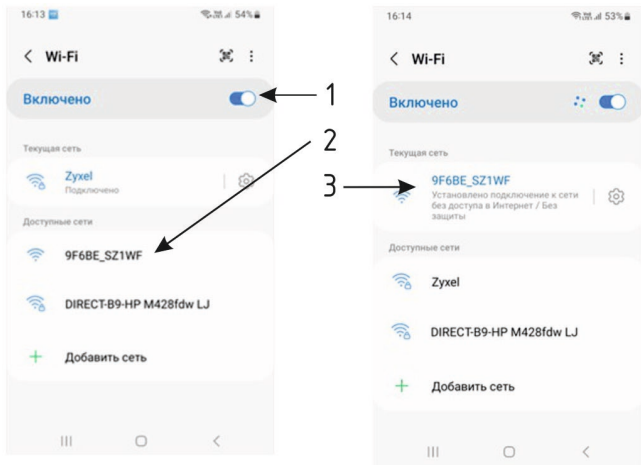 16:13 54%
Wi-Fi
Включено
Текущая сеть
Zyxel
Подключено
Доступные сети
9F6BE_SZ1WF
DIRECT-B9-HP M428fdw LJ
Добавить сеть
1
2
3
16:14 53%
Wi-Fi
Включено
Текущая сеть
9F6BE_SZ1WF
Установлено подключение к сети
без доступа в Интернет / Без
защиты
Доступные сети
Zyxel
DIRECT-B9-HP M428fdw LJ
Добавить сеть